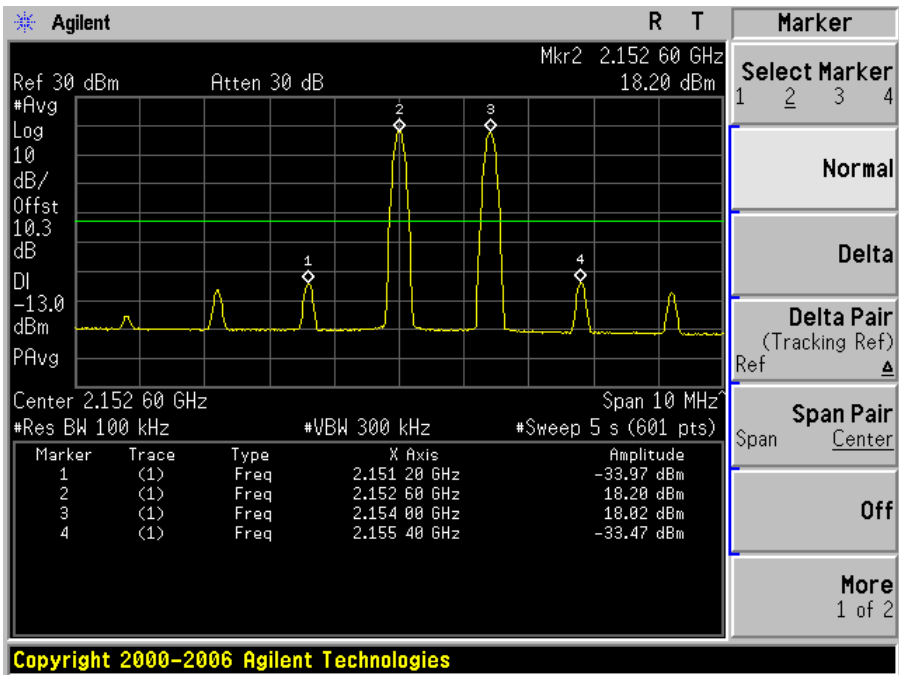 Agilent R T
Mkr2 2.152 60 GHz
Ref 30 dBm Atten 30 dB 18.20 dBm
#Avg
Log
10
dB/
Offst
10.3
dB
DI
-13.0
dBm
PAvg
1
2
3
4
Center 2.152 60 GHz Span 10 MHz^
#Res BW 100 kHz #VBW 300 kHz #Sweep 5 s (601 pts)
Marker Trace Type X Axis Amplitude
1 (1) Freq 2.151 20 GHz -33.97 dBm
2 (1) Freq 2.152 60 GHz 18.20 dBm
3 (1) Freq 2.154 00 GHz 18.02 dBm
4 (1) Freq 2.155 40 GHz -33.47 dBm
Marker
Select Marker
1 2 3 4
Normal
Delta
Delta Pair
(Tracking Ref)
Ref Δ
Span Pair
Span Center
Off
More
1 of 2
Copyright 2000-2006 Agilent Technologies